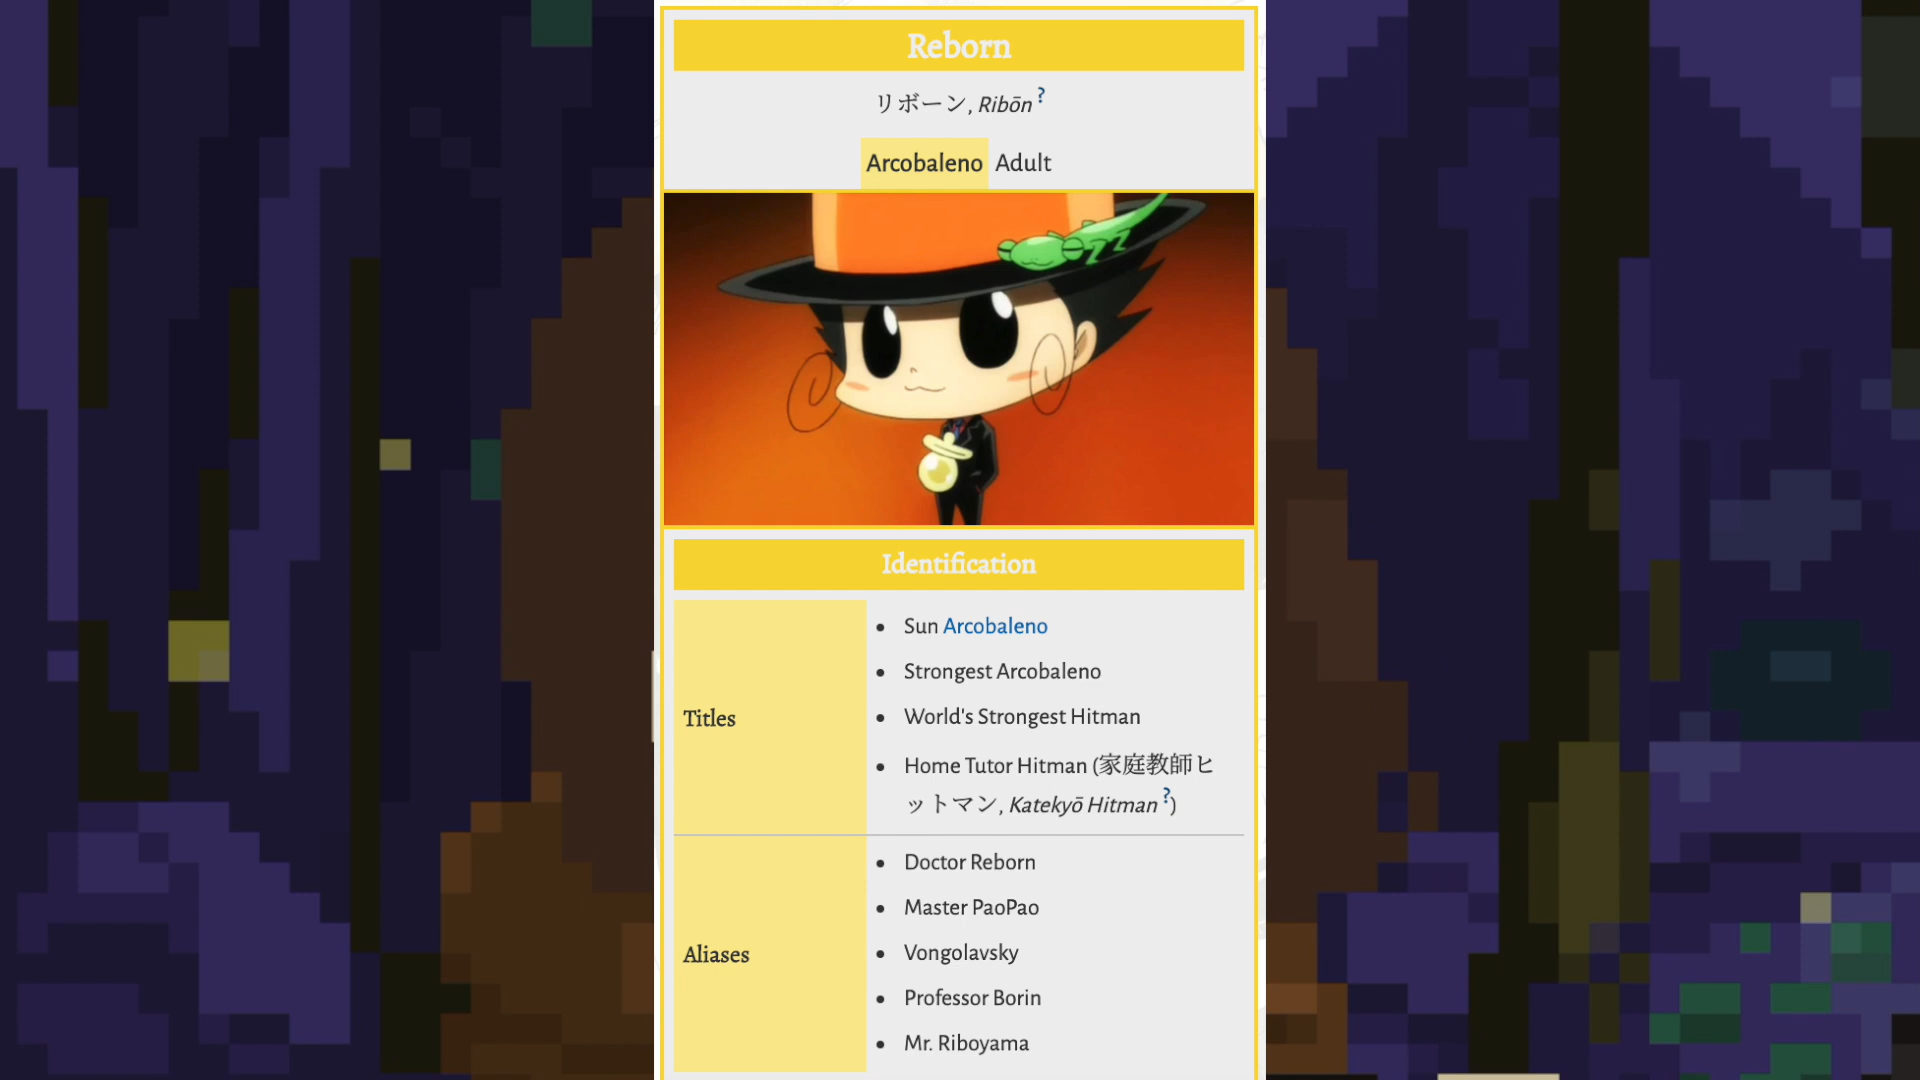 Reborn
リボーン, Ribōn ?
Arcobaleno Adult
Identification
Titles
• Sun Arcobaleno
• Strongest Arcobaleno
• World's Strongest Hitman
• Home Tutor Hitman (家庭教師ヒ
ットマン, Katekyō Hitman ?)
Aliases
• Doctor Reborn
• Master PaoPao
• Vongolavsky
• Professor Borin
• Mr. Riboyama